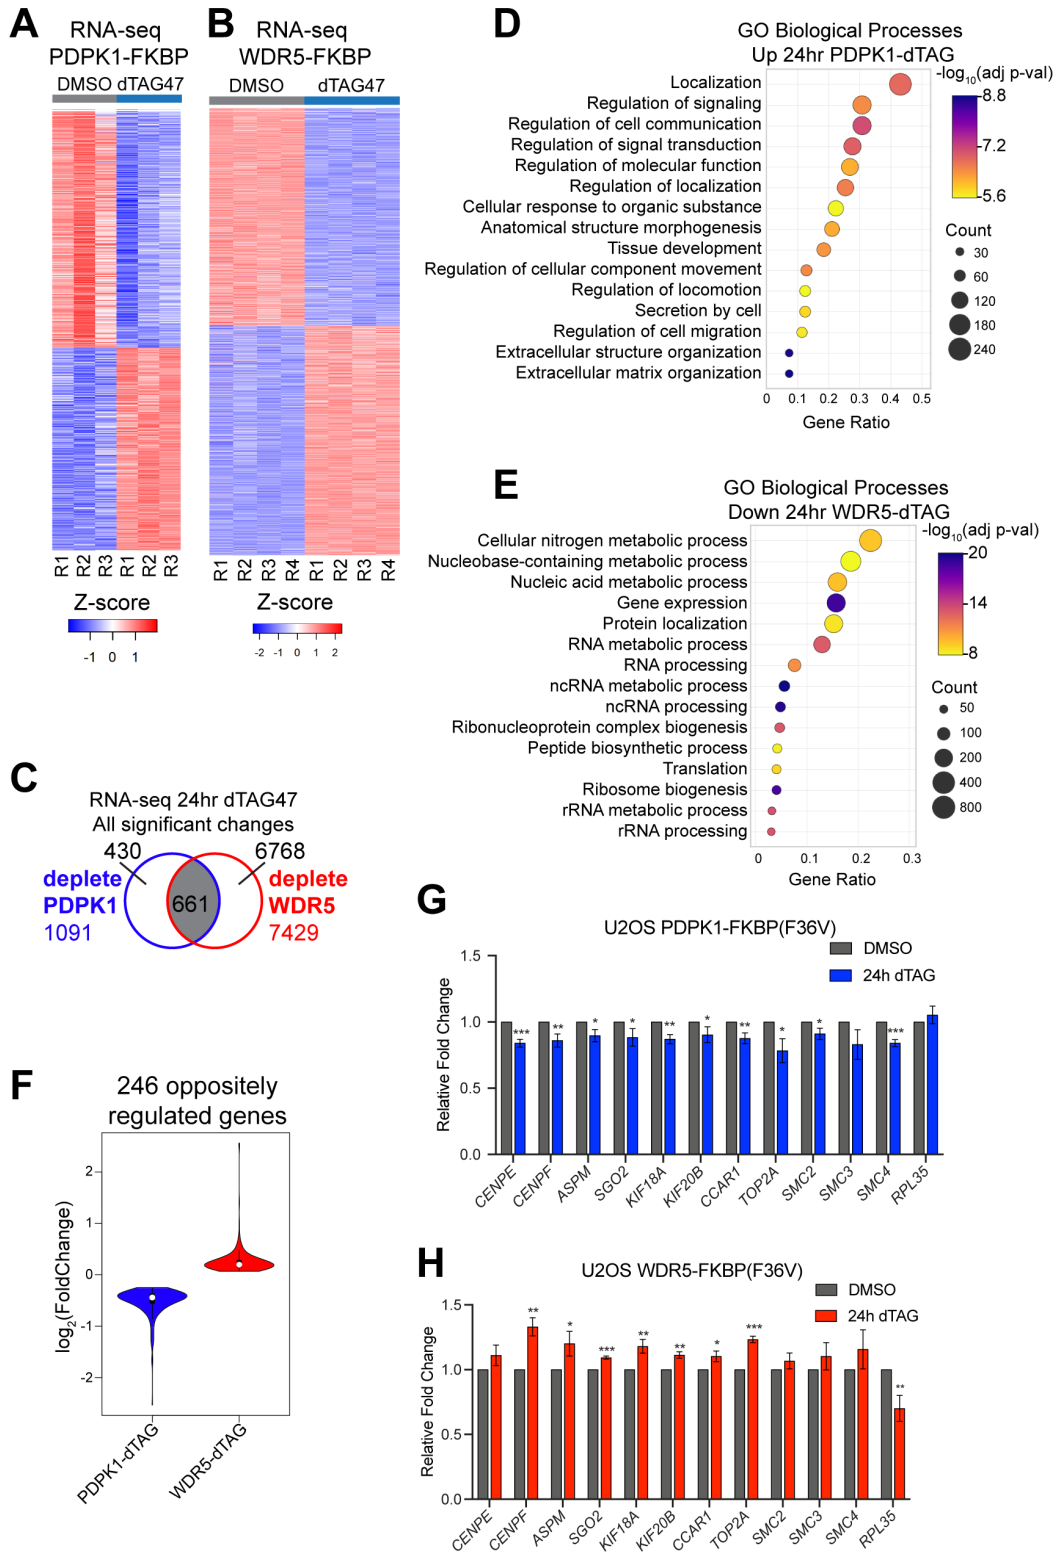 A
RNA-seq
PDPK1-FKBP
DMSO dTAG47
R1 R2 R3 R1 R2 R3
Z-score
-1 0 1
B
RNA-seq
WDR5-FKBP
DMSO dTAG47
R1 R2 R3 R4 R1 R2 R3 R4
Z-score
-2 -1 0 1 2
C
RNA-seq 24hr dTAG47
All significant changes
430 6768
deplete
PDPK1
1091
661
deplete
WDR5
7429
D
GO Biological Processes
Up 24hr PDPK1-dTAG
Localization
Regulation of signaling
Regulation of cell communication
Regulation of signal transduction
Regulation of molecular function
Regulation of localization
Cellular response to organic substance
Anatomical structure morphogenesis
Tissue development
Regulation of cellular component movement
Regulation of locomotion
Secretion by cell
Regulation of cell migration
Extracellular structure organization
Extracellular matrix organization
0 0.1 0.2 0.3 0.4 0.5
Gene Ratio
-log10(adj p-val)
8.8
7.2
5.6
Count
30
60
120
180
240
E
GO Biological Processes
Down 24hr WDR5-dTAG
Cellular nitrogen metabolic process
Nucleobase-containing metabolic process
Nucleic acid metabolic process
Gene expression
Protein localization
RNA metabolic process
RNA processing
ncRNA metabolic process
ncRNA processing
Ribonucleoprotein complex biogenesis
Peptide biosynthetic process
Translation
Ribosome biogenesis
rRNA metabolic process
rRNA processing
0 0.1 0.2 0.3
Gene Ratio
-log10(adj p-val)
20
14
8
Count
50
100
200
400
800
F
246 oppositely
regulated genes
log2(FoldChange)
2
1
0
-1
-2
PDPK1-dTAG
WDR5-dTAG
G
U2OS PDPK1-FKBP(F36V)
DMSO
24h dTAG
Relative Fold Change
1.5
1.0
0.5
0.0
*** ** * * ** * ** * * ***
CENPE CENPF ASPM SGO2 KIF18A KIF20B CCAR1 TOP2A SMC2 SMC3 SMC4 RPL35
H
U2OS WDR5-FKBP(F36V)
DMSO
24h dTAG
Relative Fold Change
1.5
1.0
0.5
0.0
** * *** ** ** * *** **
CENPE CENPF ASPM SGO2 KIF18A KIF20B CCAR1 TOP2A SMC2 SMC3 SMC4 RPL35